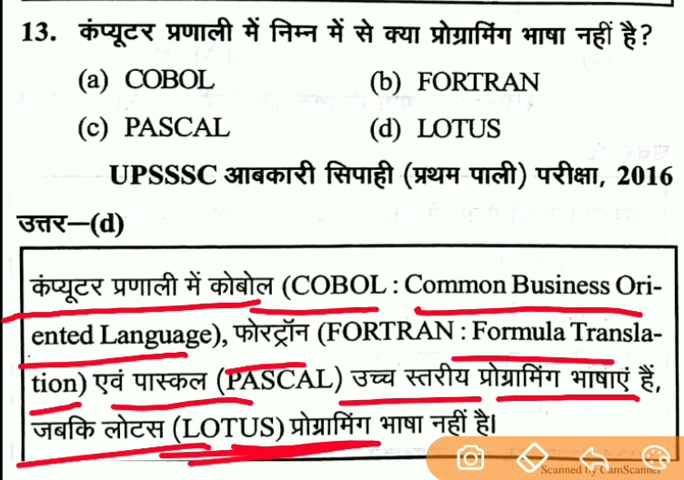 13. कंप्यूटर प्रणाली में निम्न में से क्या प्रोग्रामिंग भाषा नहीं है?
(a) COBOL (b) FORTRAN
(c) PASCAL (d) LOTUS
UPSSSC आबकारी सिपाही (प्रथम पाली) परीक्षा, 2016
उत्तर—(d)
कंप्यूटर प्रणाली में कोबोल (COBOL : Common Business Ori-
ented Language), फोरट्रॉन (FORTRAN : Formula Transla-
tion) एवं पास्कल (PASCAL) उच्च स्तरीय प्रोग्रामिंग भाषाएं हैं,
जबकि लोटस (LOTUS) प्रोग्रामिंग भाषा नहीं है।
Scanned by CamScanner